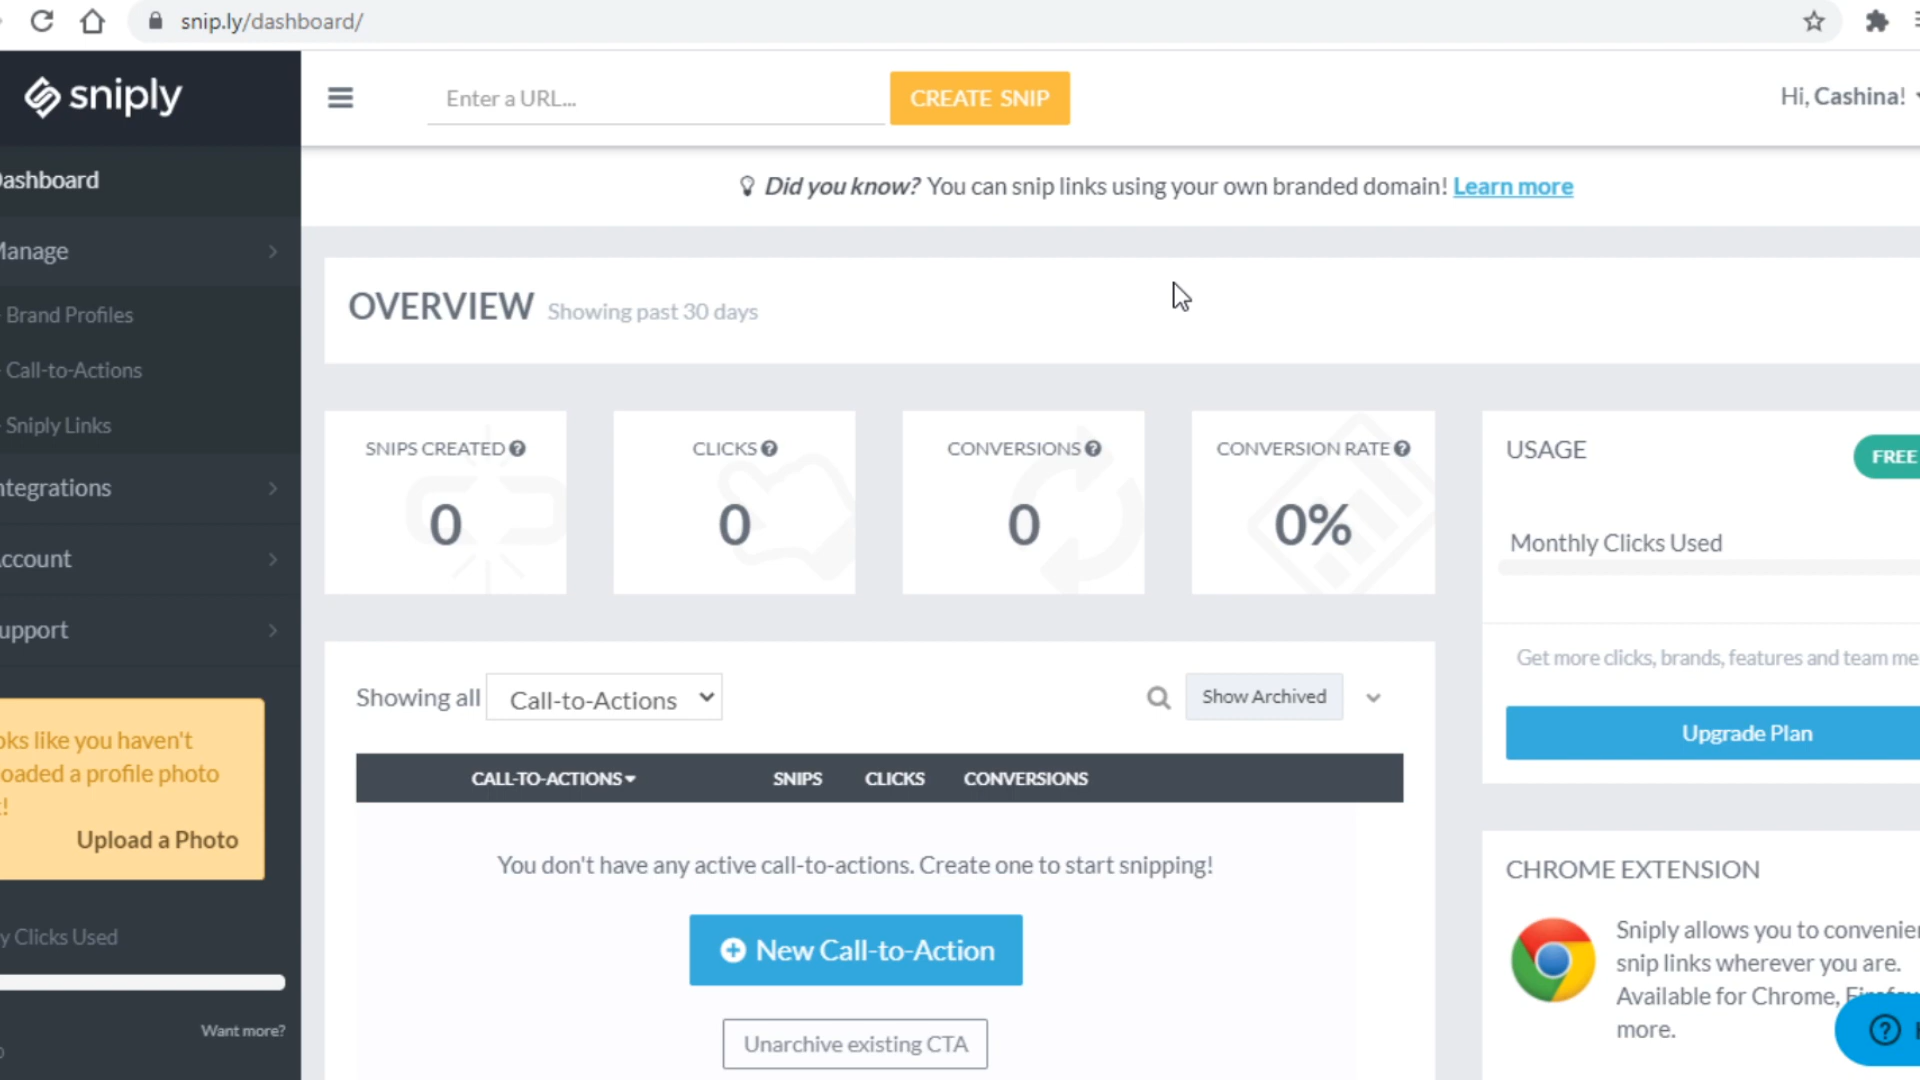 snip.ly/dashboard/
sniply
Enter a URL...
CREATE SNIP
Hi, Cashina!
Did you know? You can snip links using your own branded domain! Learn more
ashboard
anage
Brand Profiles
Call-to-Actions
Sniply Links
ntegrations
ccount
upport
oks like you haven't
oaded a profile photo
!
Upload a Photo
y Clicks Used
Want more?
OVERVIEW Showing past 30 days
SNIPS CREATED
0
CLICKS
0
CONVERSIONS
0
CONVERSION RATE
0%
Showing all Call-to-Actions
Show Archived
CALL-TO-ACTIONS SNIPS CLICKS CONVERSIONS
You don't have any active call-to-actions. Create one to start snipping!
New Call-to-Action
Unarchive existing CTA
USAGE
FREE
Monthly Clicks Used
Get more clicks, brands, features and team me
Upgrade Plan
CHROME EXTENSION
Sniply allows you to convenie
snip links wherever you are.
Available for Chrome,
more.